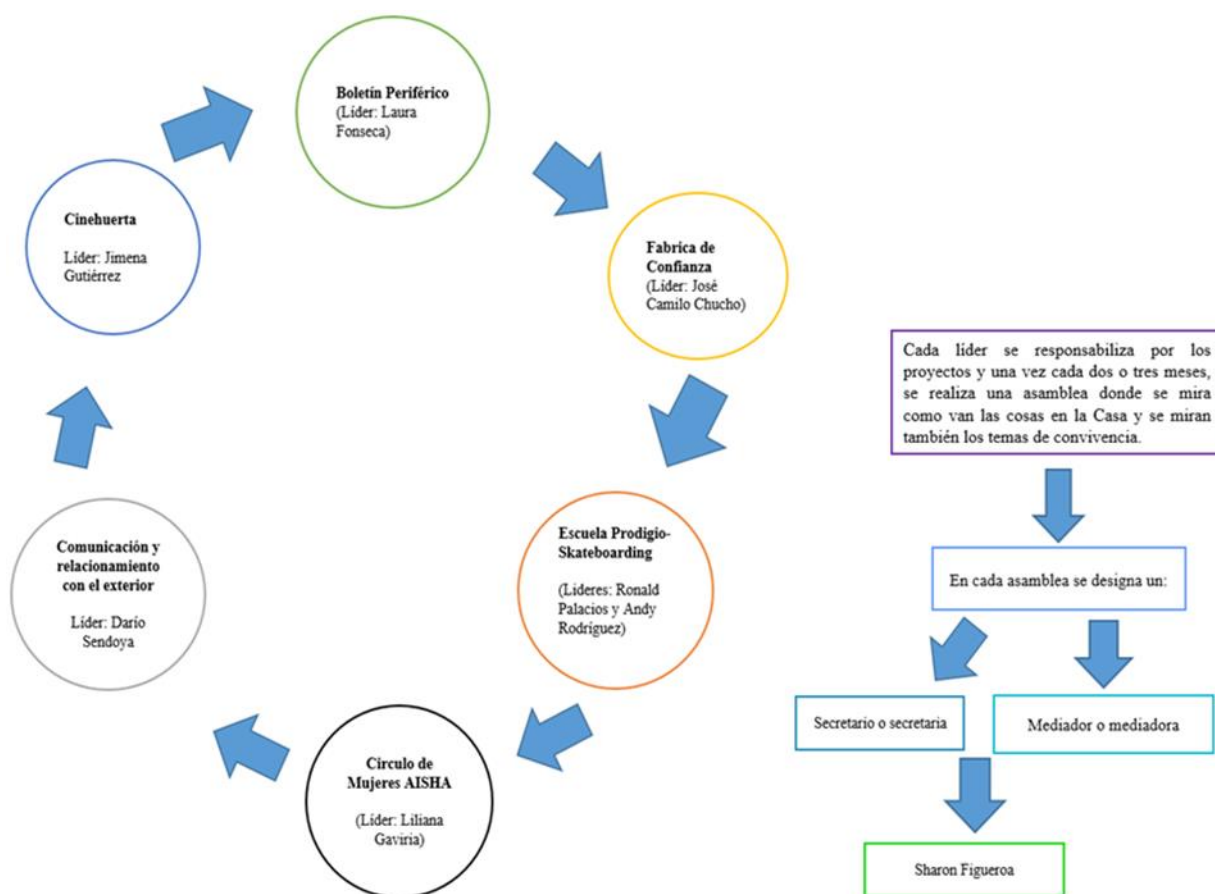 Boletín Periférico
(Líder: Laura
Fonseca)
Cinehuerta
Líder: Jimena
Gutiérrez
Fabrica de
Confianza
(Líder: José
Camilo Chucho)
Cada líder se responsabiliza por los
proyectos y una vez cada dos o tres meses,
se realiza una asamblea donde se mira
como van las cosas en la Casa y se miran
también los temas de convivencia.
Escuela Prodigio-
Skateboarding
(Líderes: Ronald
Palacios y Andy
Rodríguez)
Comunicación y
relacionamiento
con el exterior
Líder: Darío
Sendoya
En cada asamblea se designa un:
Secretario o secretaria
Mediador o mediadora
Círculo de
Mujeres AISHA
(Líder: Liliana
Gaviria)
Sharon Figueroa